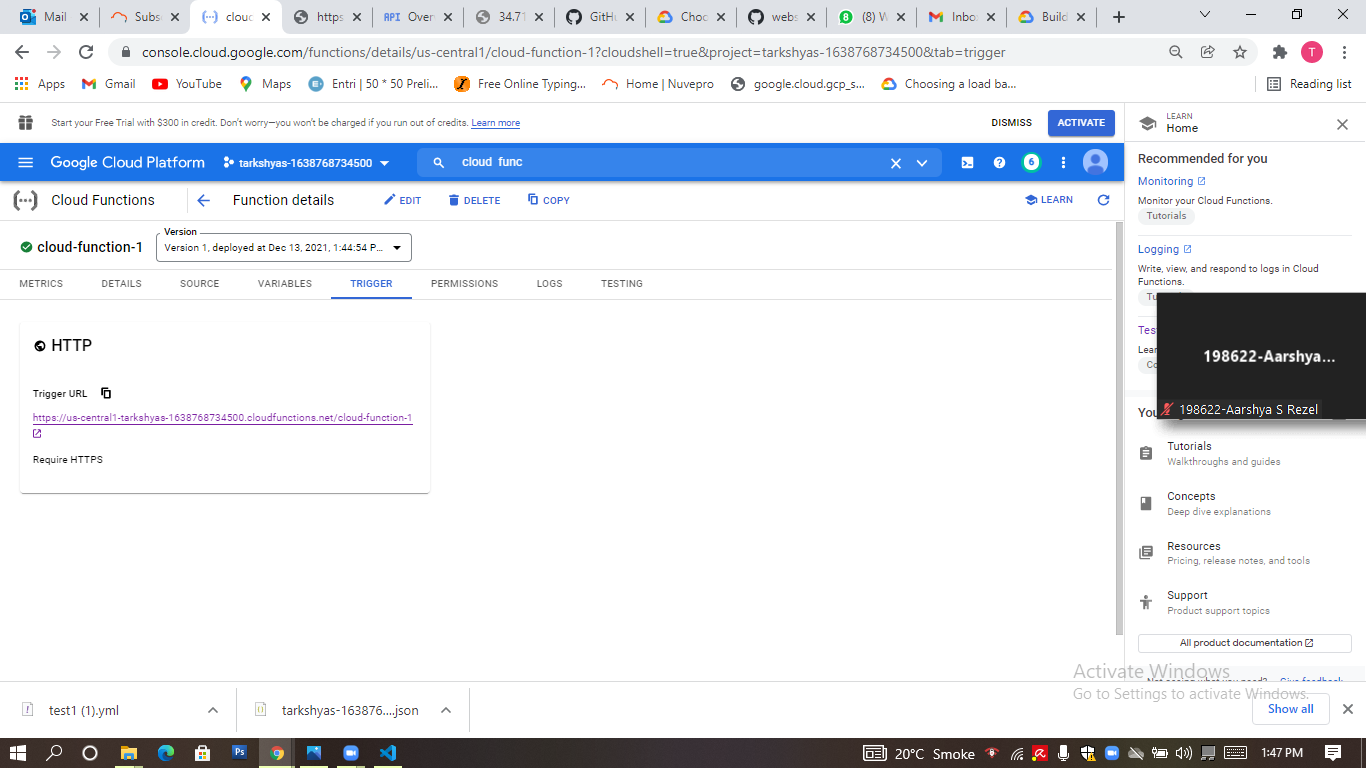 Mail
Subs
clouc
https
API Over
34.71
GitHu
Choc
webs
(8) W
Inbo
Build
console.cloud.google.com/functions/details/us-central1/cloud-function-1?cloudshell=true&project=tarkshyas-1638768734500&tab=trigger
T
Apps
Gmail
YouTube
Maps
Entri | 50 * 50 Preli...
Free Online Typing...
Home | Nuvepro
google.cloud.gcp_s...
Choosing a load ba...
Reading list
Start your Free Trial with $300 in credit. Don't worry—you won't be charged if you run out of credits. Learn more
DISMISS
ACTIVATE
LEARN
Home
Google Cloud Platform
tarkshyas-1638768734500
cloud func
6
Recommended for you
Monitoring
Monitor your Cloud Functions.
Tutorials
Cloud Functions
Function details
EDIT
DELETE
COPY
LEARN
cloud-function-1
Version
Version 1, deployed at Dec 13, 2021, 1:44:54 P...
Logging
Write, view, and respond to logs in Cloud
Functions.
METRICS
DETAILS
SOURCE
VARIABLES
TRIGGER
PERMISSIONS
LOGS
TESTING
HTTP
Trigger URL
https://us-central1-tarkshyas-1638768734500.cloudfunctions.net/cloud-function-1
Require HTTPS
198622-Aarshya...
198622-Aarshya S Rezel
Tutorials
Walkthroughs and guides
Concepts
Deep dive explanations
Resources
Pricing, release notes, and tools
Support
Product support topics
All product documentation
Activate Windows
Go to Settings to activate Windows.
test1 (1).yml
tarkshyas-163876....json
Show all
20°C Smoke
1:47 PM